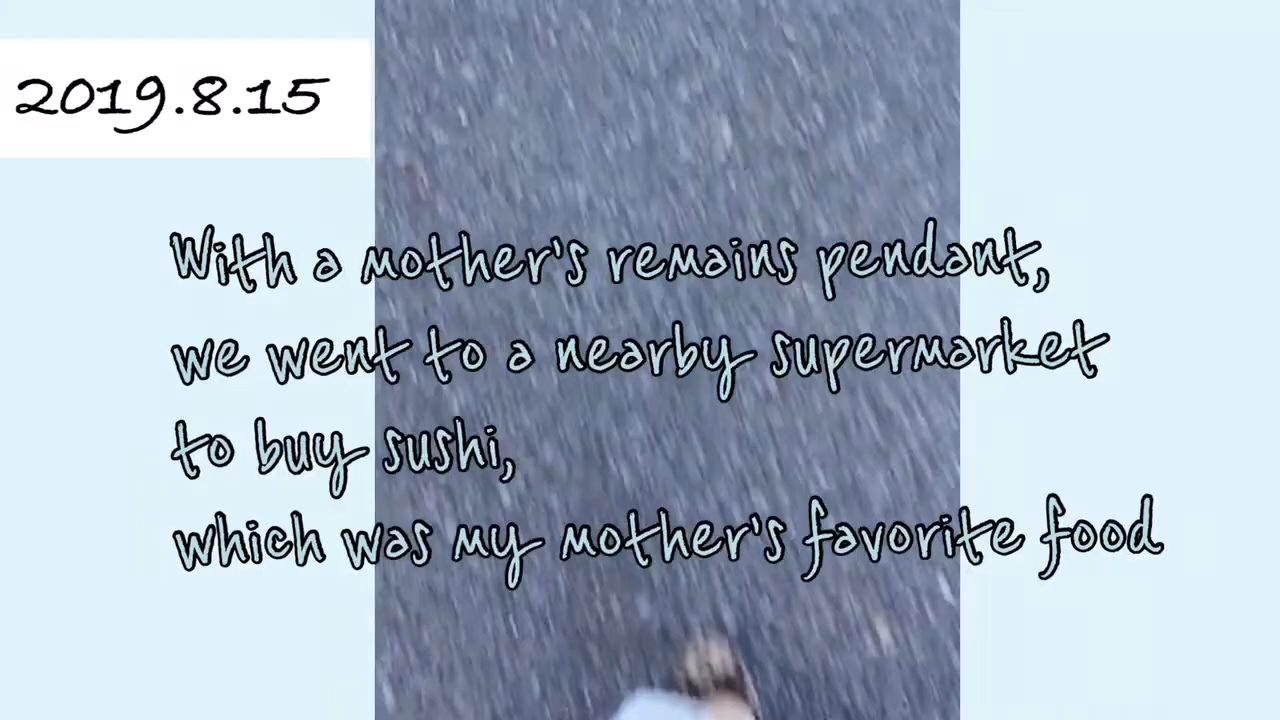 2019.8.15
With a mother's remains pendant,
we went to a nearby supermarket
to buy sushi,
which was my mother's favorite food